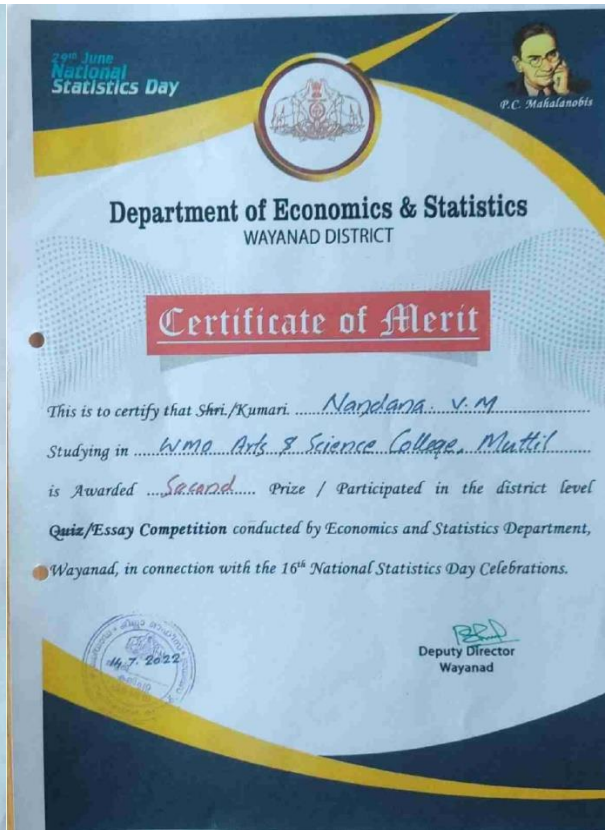 29th June
National
Statistics Day
P.C. Mahalanobis
Department of Economics & Statistics
WAYANAD DISTRICT
Certificate of Merit
This is to certify that Shri./Kumari. Nandana. V.M
Studying in WMO Arts & Science College, Muttil
is Awarded Second Prize / Participated in the district level
Quiz/Essay Competition conducted by Economics and Statistics Department,
Wayanad, in connection with the 16th National Statistics Day Celebrations.
14.7.2022
Deputy Director
Wayanad